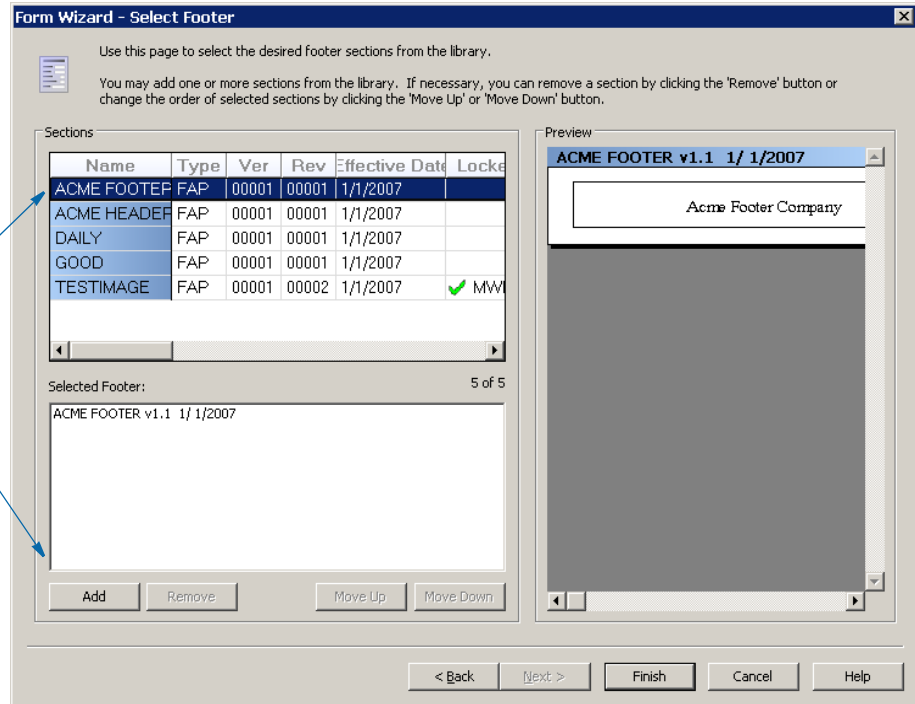 Form Wizard - Select Footer
Use this page to select the desired footer sections from the library.
You may add one or more sections from the library. If necessary, you can remove a section by clicking the 'Remove' button or
change the order of selected sections by clicking the 'Move Up' or 'Move Down' button.
Sections
Name Type Ver Rev Effective Date Locke
ACME FOOTER FAP 00001 00001 1/1/2007
ACME HEADER FAP 00001 00001 1/1/2007
DAILY FAP 00001 00001 1/1/2007
GOOD FAP 00001 00001 1/1/2007
TESTIMAGE FAP 00001 00002 1/1/2007 MWI
Selected Footer: 5 of 5
ACME FOOTER v1.1 1/ 1/2007
Add Remove Move Up Move Down
Preview
ACME FOOTER v1.1 1/ 1/2007
Acme Footer Company
< Back Next > Finish Cancel Help